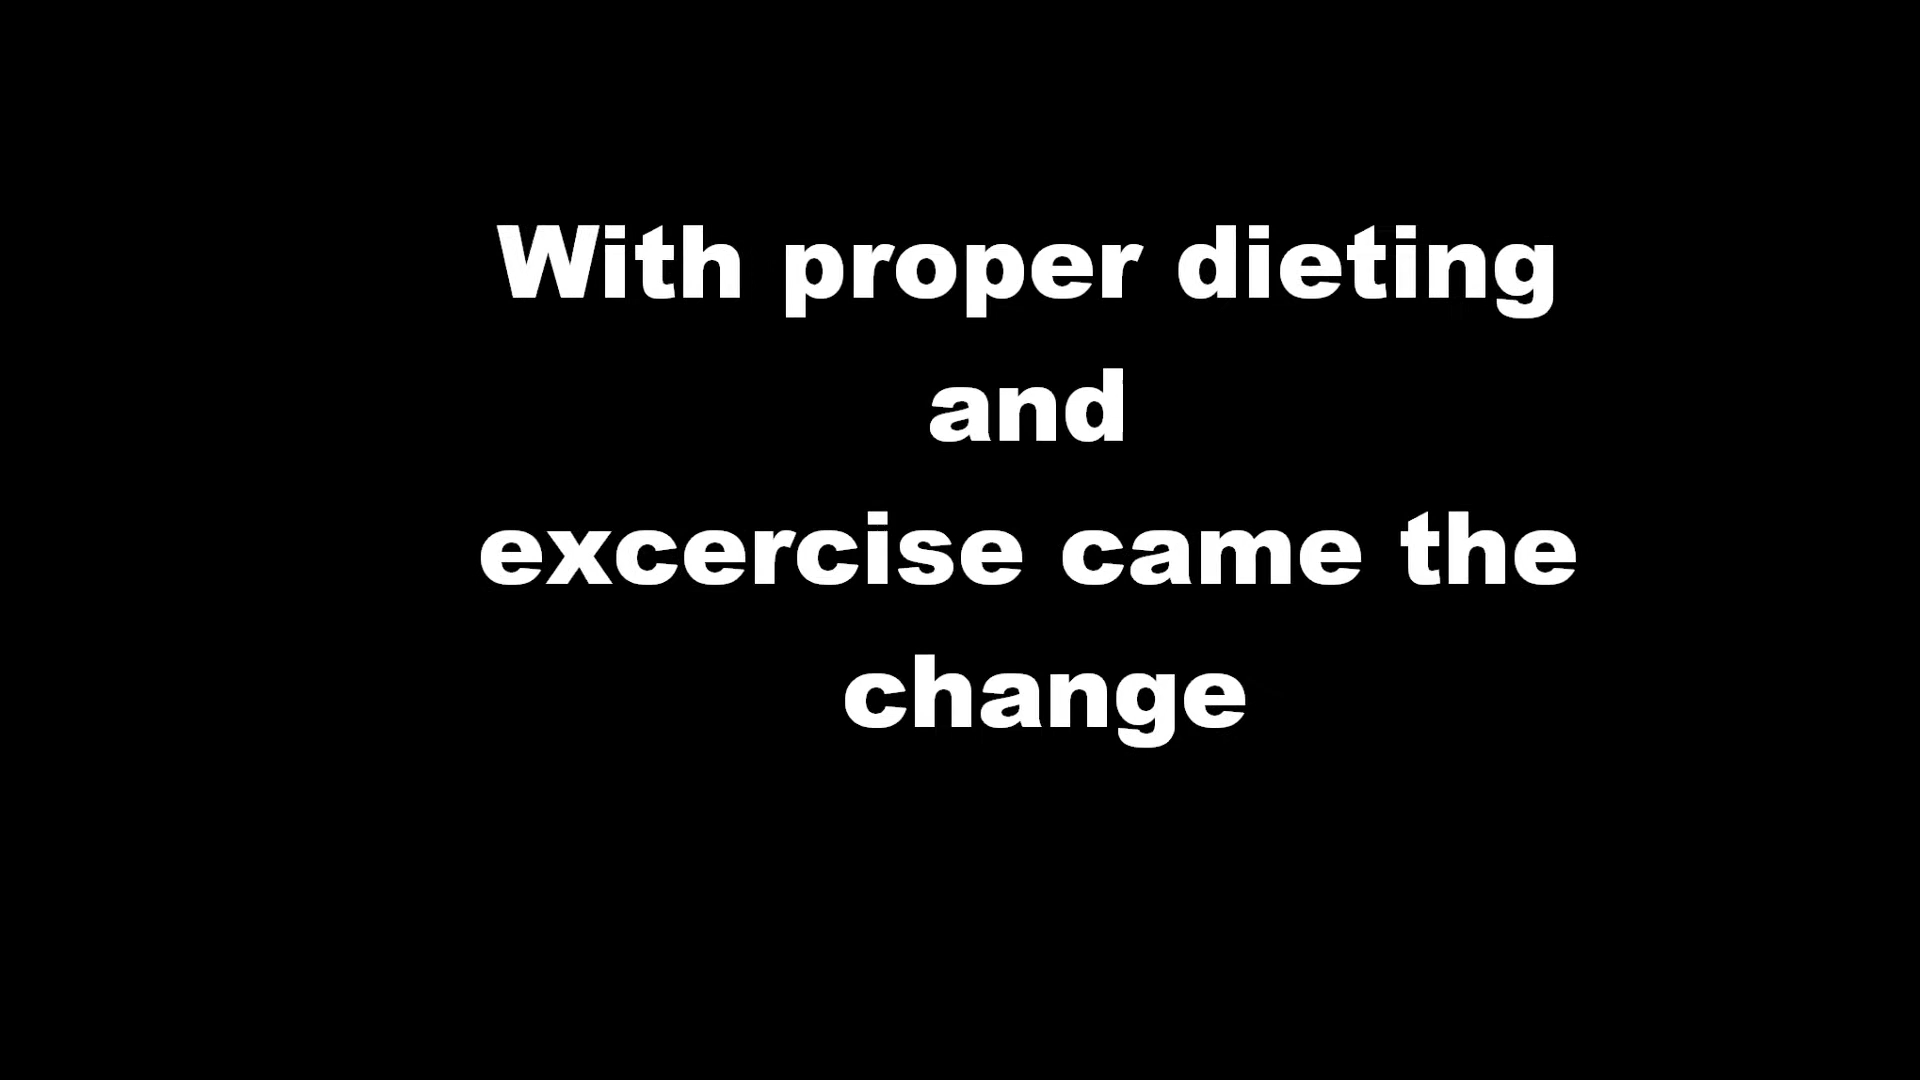 With proper dieting
and
excercise came the
change